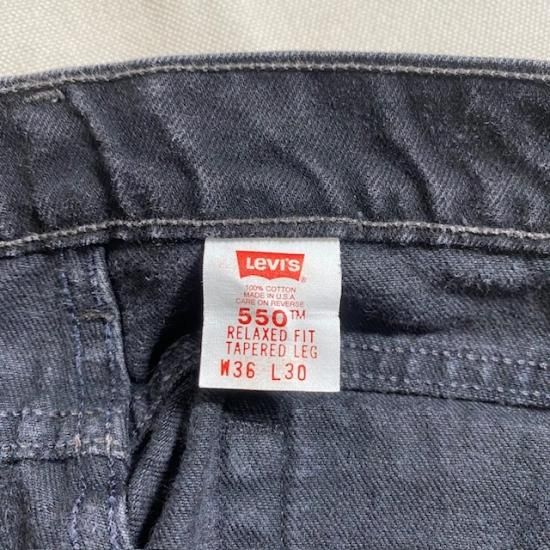 Levi's
100% COTTON
MADE IN U.S.A.
CARE ON REVERSE
550™
RELAXED FIT
TAPERED LEG
W36 L30